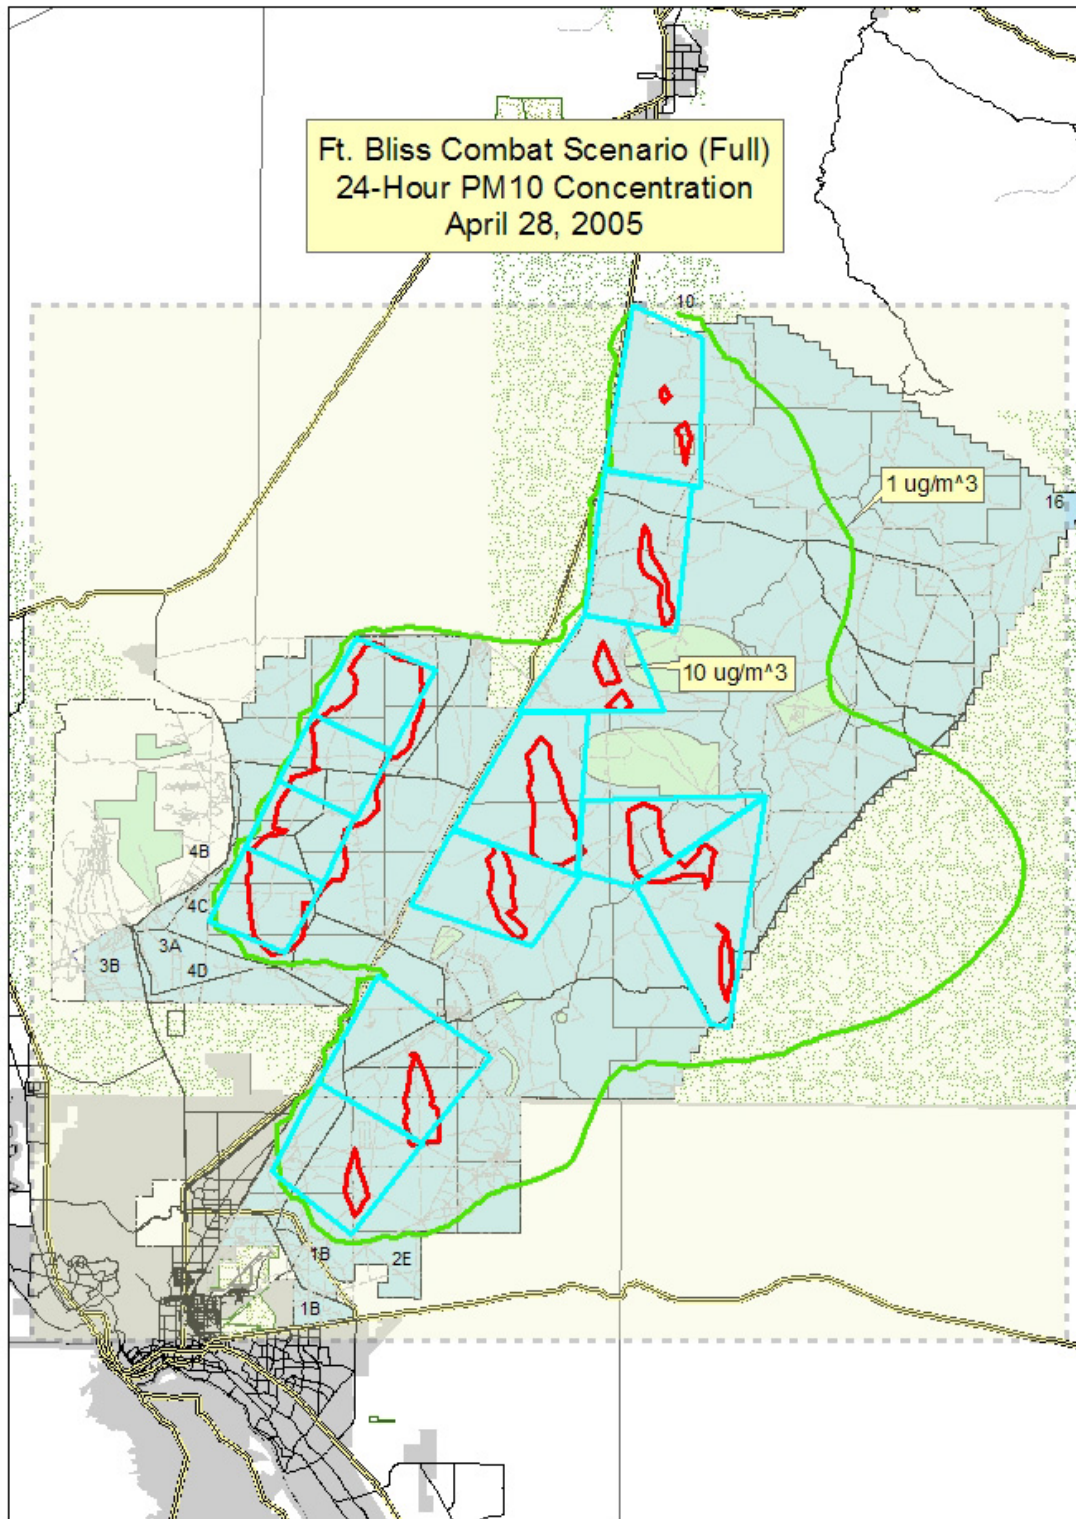 Ft. Bliss Combat Scenario (Full)
24-Hour PM10 Concentration
April 28, 2005
10
1 ug/m^3
16
10 ug/m^3
4B
4C
3A
3B
4D
1B
2E
1B